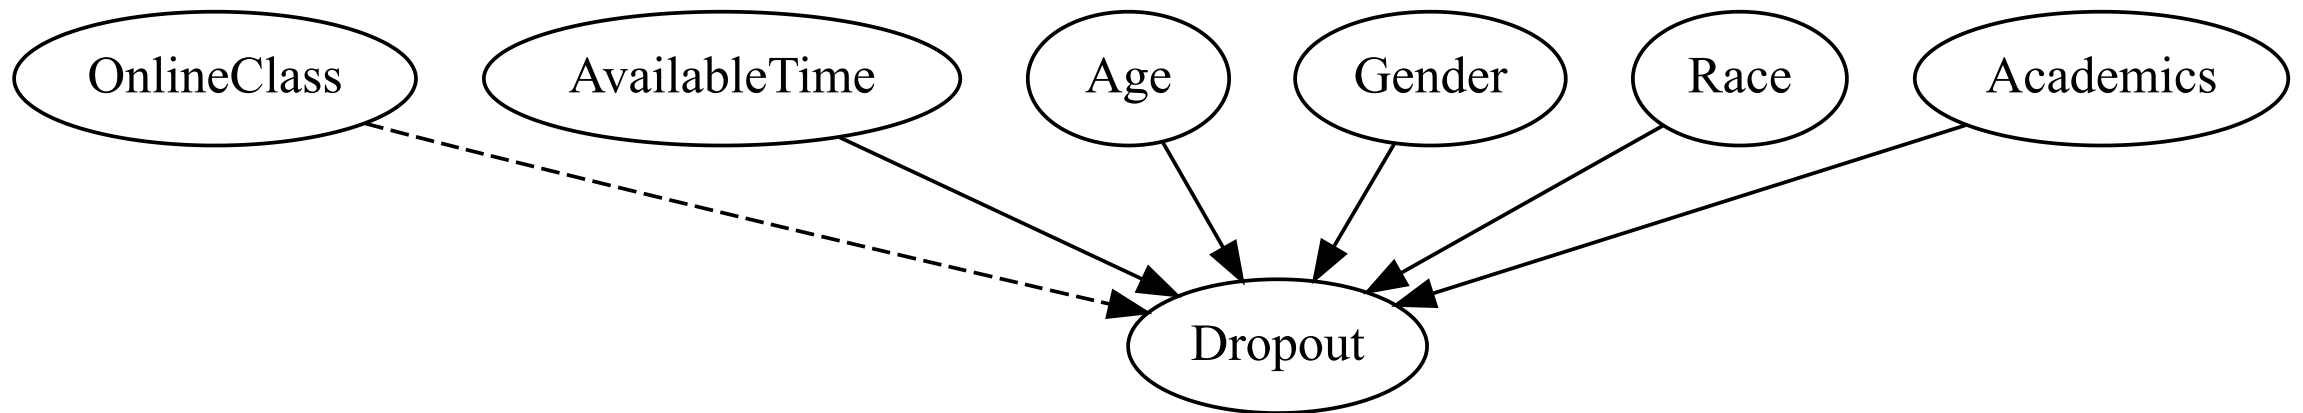 OnlineClass
AvailableTime
Age
Gender
Race
Academics
Dropout